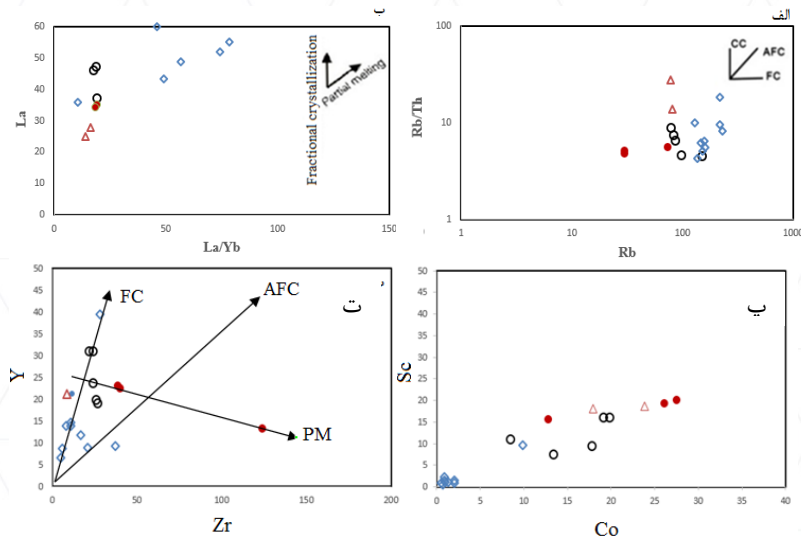 ب
60
50
40
30
20
10
0
La
0 50 100 150
La/Yb
Fractional crystallization
Partial melting
الف
100
10
1
Rb/Th
1 10 100 1000
Rb
CC
AFC
FC
ت
50
45
40
35
30
25
20
15
10
5
0
Y
0 50 100 150 200
Zr
FC
AFC
PM
پ
50
45
40
35
30
25
20
15
10
5
0
Sc
0 5 10 15 20 25 30 35 40
Co